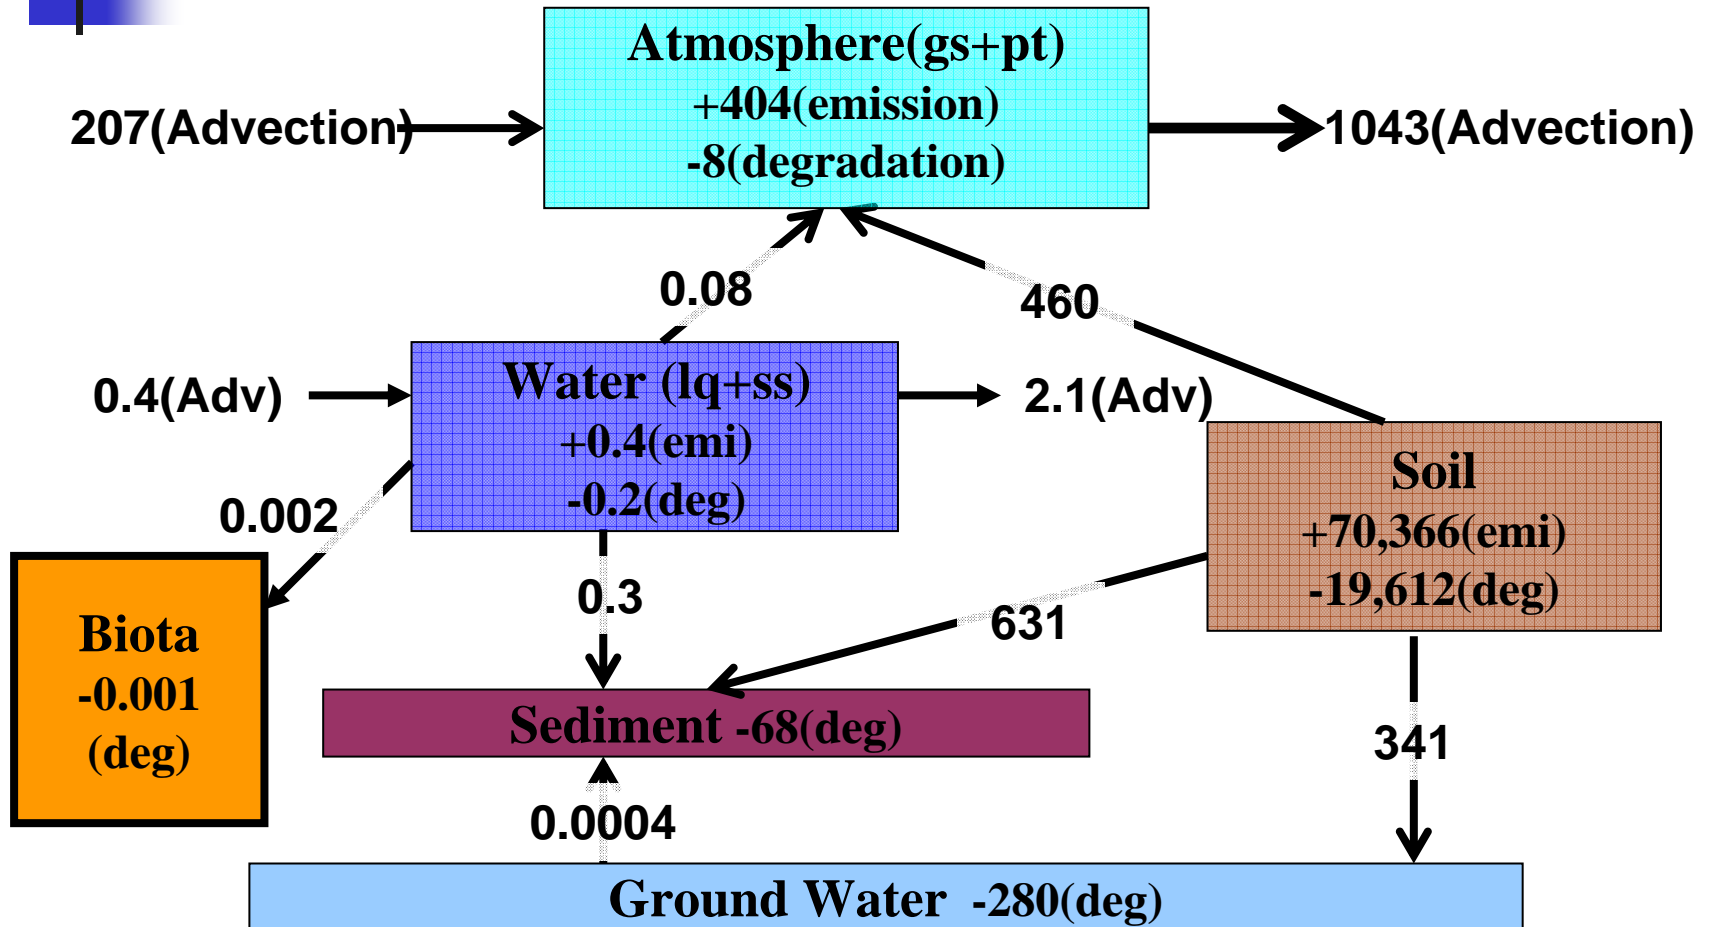 Atmosphere(gs+pt)
+404(emission)
-8(degradation)
207(Advection)
1043(Advection)
0.08
460
0.4(Adv)
Water (lq+ss)
+0.4(emi)
-0.2(deg)
2.1(Adv)
Soil
+70,366(emi)
-19,612(deg)
0.002
0.3
631
Biota
-0.001
(deg)
Sediment -68(deg)
341
0.0004
Ground Water -280(deg)